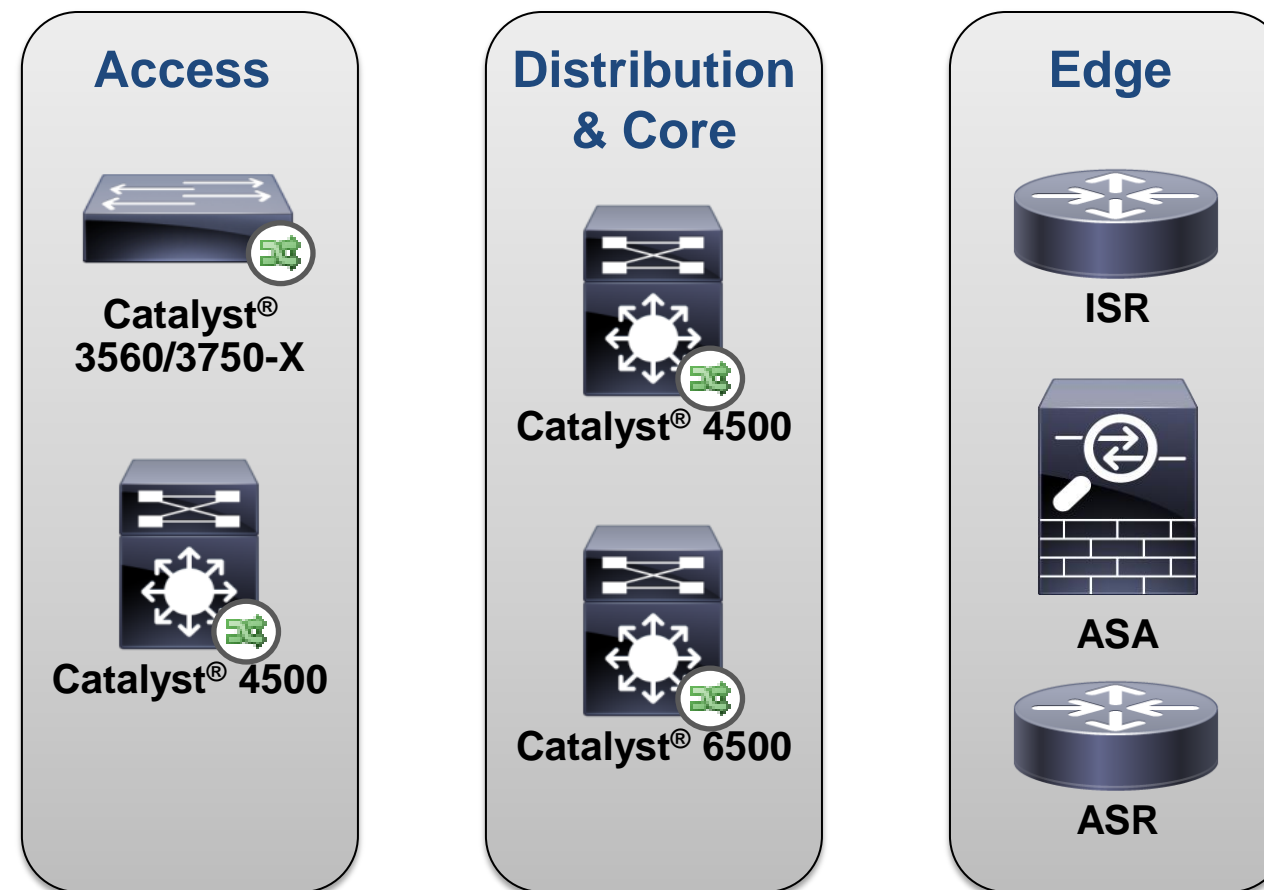 Access
Catalyst®
3560/3750-X
Catalyst® 4500
Distribution
& Core
Catalyst® 4500
Catalyst® 6500
Edge
ISR
ASA
ASR